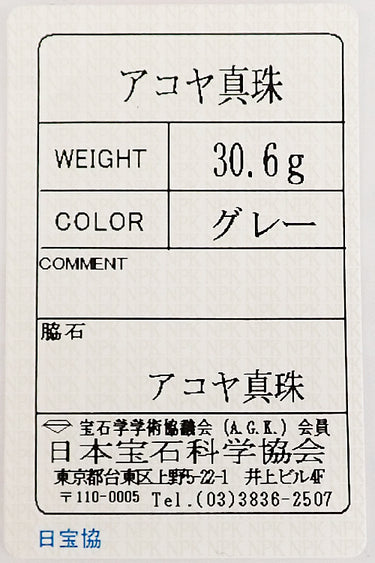 アコヤ真珠
WEIGHT 30.6g
COLOR グレー
COMMENT
脇石
アコヤ真珠
宝石学学術協議会 (A.G.K.) 会員
日本宝石科学協会
東京都台東区上野5-22-1 井上ビル4F
〒110-0005 Tel.(03)3836-2507
日宝協